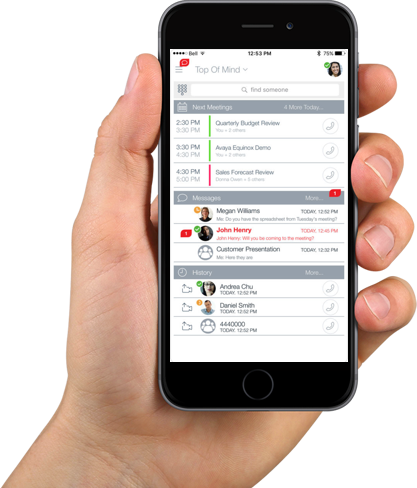 Bell 12:53 PM 75%
Top Of Mind
find someone
Next Meetings 4 More Today...
2:30 PM Quarterly Budget Review
3:30 PM You + 2 others
3:30 PM Avaya Equinox Demo
4:30 PM You + 3 others
4:30 PM Sales Forecast Review
5:00 PM Donna Owen + 5 others
1
Messages More...
Megan Williams TODAY, 12:52 PM
Me: Do you have the spreadsheet from Tuesday's meeting?
1 John Henry TODAY, 12:45 PM
John Henry: Will you be coming to the meeting?
Customer Presentation TODAY, 12:32 PM
Me: Here they are
History More...
Andrea Chu
TODAY, 12:52 PM
Daniel Smith
TODAY, 12:52 PM
4440000
TODAY, 12:52 PM